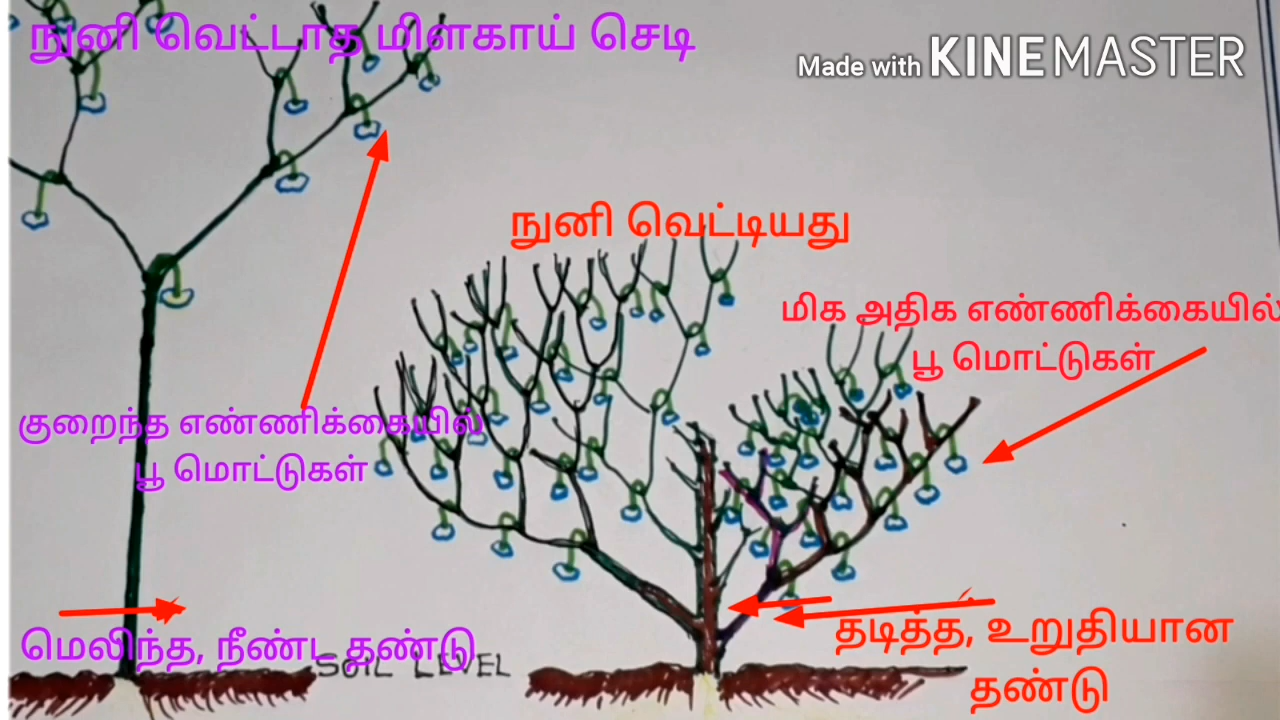 நுனி வெட்டாத மிளகாய் செடி
Made with KINEMASTER
நுனி வெட்டியது
மிக அதிக எண்ணிக்கையில்
பூ மொட்டுகள்
குறைந்த எண்ணிக்கையில்
பூ மொட்டுகள்
மெலிந்த, நீண்ட தண்டு
SOIL LEVEL
தடித்த, உறுதியான
தண்டு